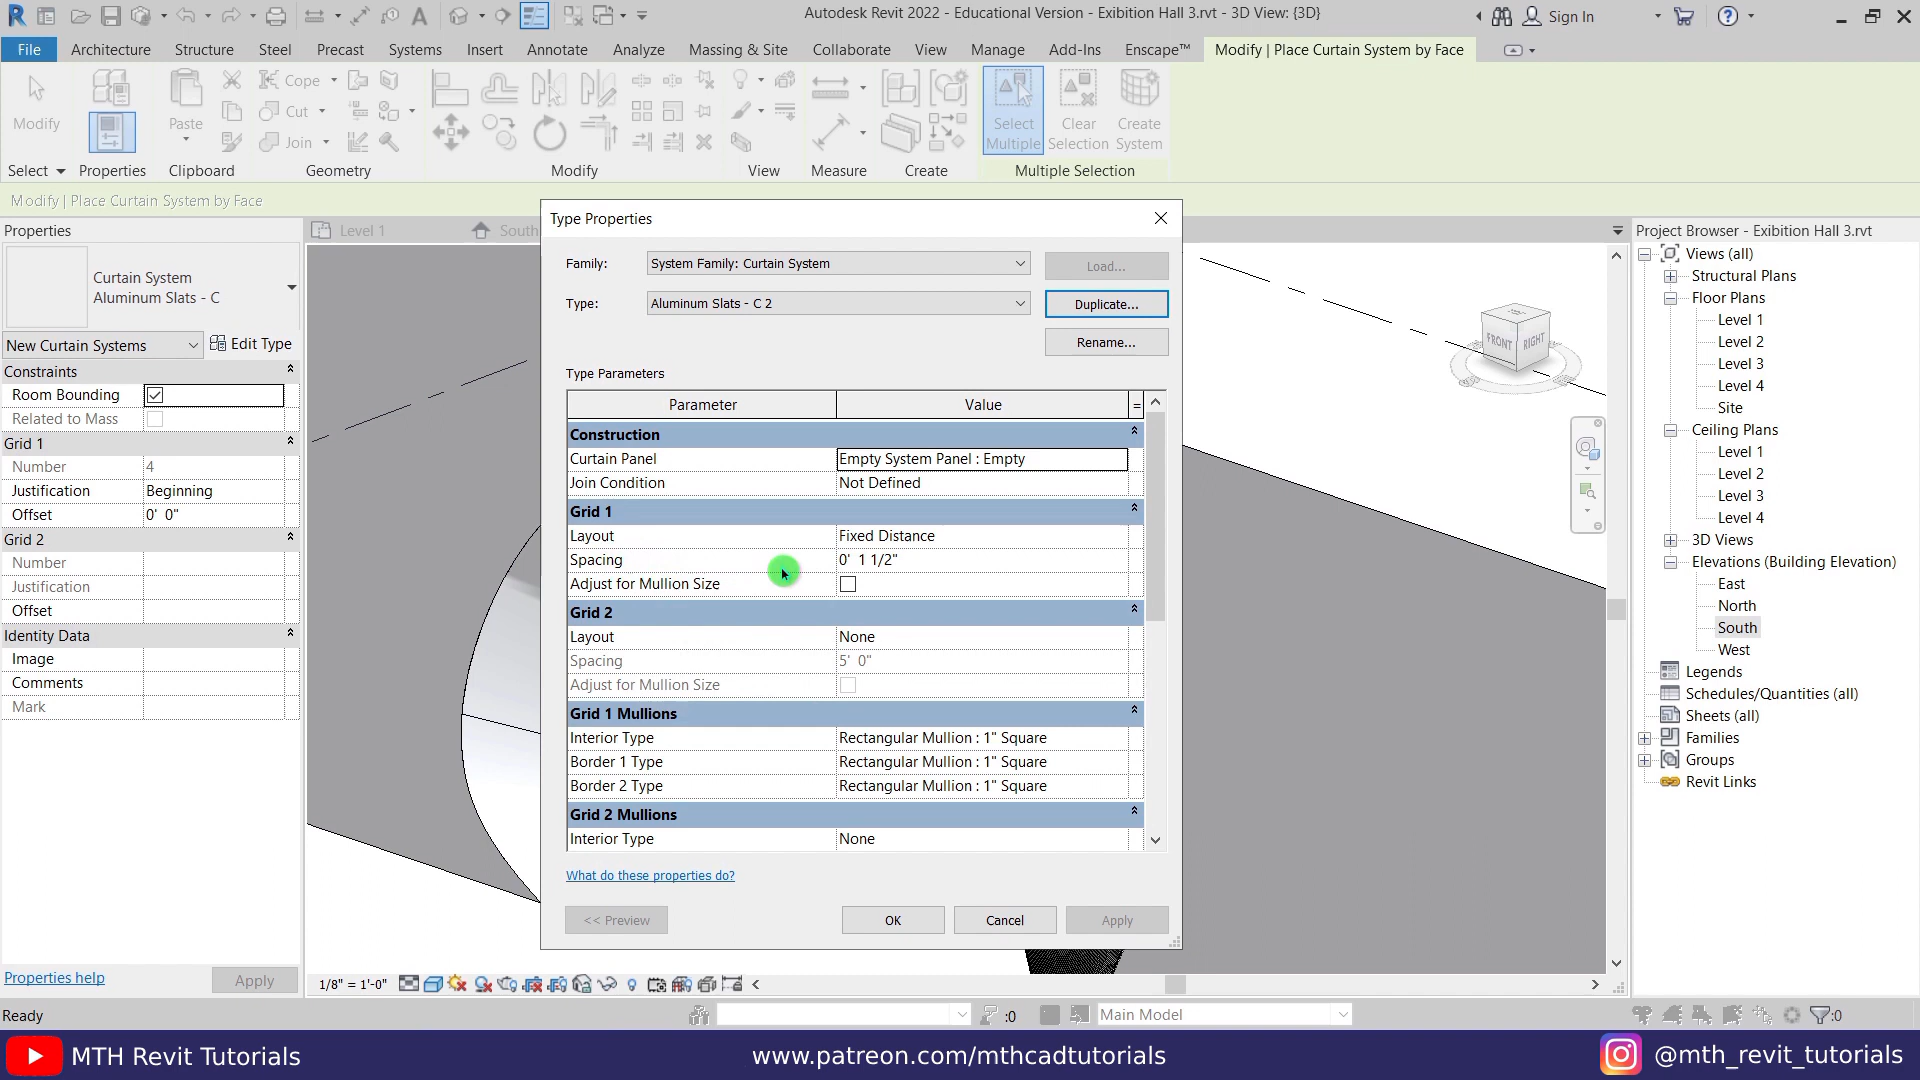 Autodesk Revit 2022 - Educational Version - Exibition Hall 3.rvt - 3D View: {3D}
Sign In
File Architecture Structure Steel Precast Systems Insert Annotate Analyze Massing & Site Collaborate View Manage Add-Ins Enscape™ Modify | Place Curtain System by Face
Modify
Paste
Cope
Cut
Join
Select Multiple
Clear Selection
Create System
Select Properties Clipboard Geometry Modify View Measure Create Multiple Selection
Modify | Place Curtain System by Face
Properties
Curtain System
Aluminum Slats - C
New Curtain Systems Edit Type
Constraints
Room Bounding
Related to Mass
Grid 1
Number 4
Justification Beginning
Offset 0' 0"
Grid 2
Number
Justification
Offset
Identity Data
Image
Comments
Mark
Properties help Apply
Level 1
South
FRONT
RIGHT
Type Properties
Family: System Family: Curtain System Load...
Type: Aluminum Slats - C 2 Duplicate...
Rename...
Type Parameters
Parameter Value =
Construction
Curtain Panel Empty System Panel : Empty
Join Condition Not Defined
Grid 1
Layout Fixed Distance
Spacing 0' 1 1/2"
Adjust for Mullion Size
Grid 2
Layout None
Spacing 5' 0"
Adjust for Mullion Size
Grid 1 Mullions
Interior Type Rectangular Mullion : 1" Square
Border 1 Type Rectangular Mullion : 1" Square
Border 2 Type Rectangular Mullion : 1" Square
Grid 2 Mullions
Interior Type None
What do these properties do?
<< Preview OK Cancel Apply
Project Browser - Exibition Hall 3.rvt
Views (all)
Structural Plans
Floor Plans
Level 1
Level 2
Level 3
Level 4
Site
Ceiling Plans
Level 1
Level 2
Level 3
Level 4
3D Views
Elevations (Building Elevation)
East
North
South
West
Legends
Schedules/Quantities (all)
Sheets (all)
Families
Groups
Revit Links
1/8" = 1'-0"
Ready
:0
Main Model
:0
MTH Revit Tutorials
www.patreon.com/mthcadtutorials
@mth_revit_tutorials